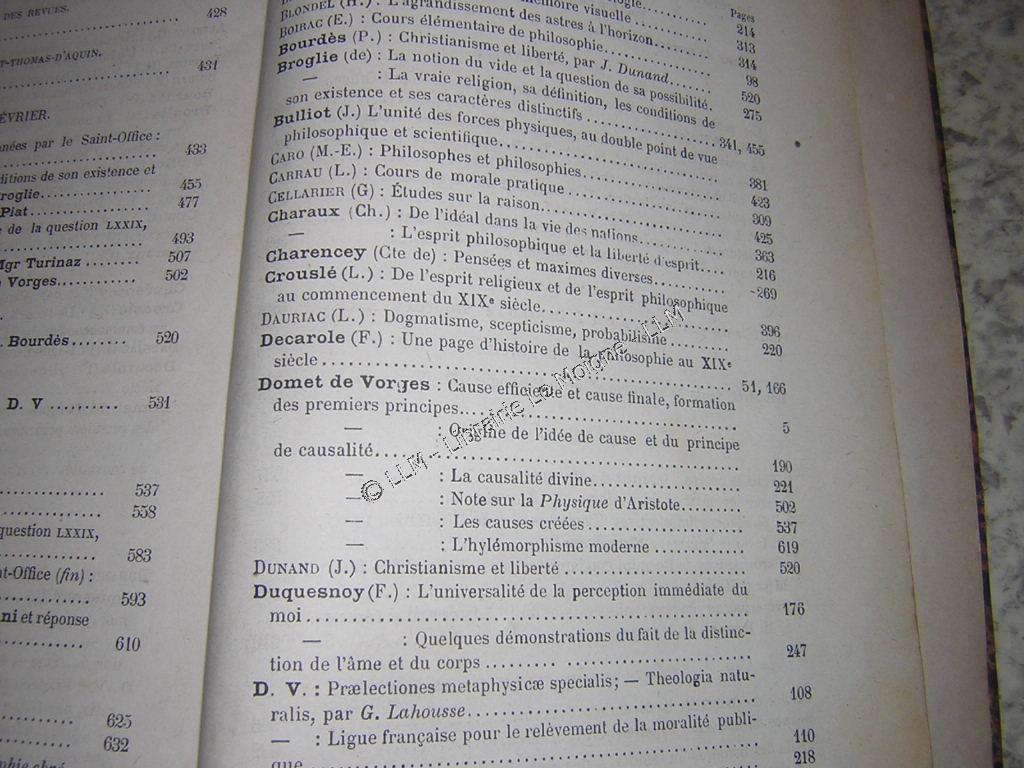 DES REVUES.
428
ST-THOMAS-D'AQUIN.
431
FÉVRIER.
par le Saint-Office :
433
de son existence et
455
Piat
477
de la question LXXIX,
493
Mgr Turinaz
507
Vorges
502
Bourdès
520
D. V
531
537
558
question LXXIX,
583
(fin) :
593
et réponse
610
625
632
Pages
mémoire visuelle
214
BLONDEL (H.) : L'agrandissement des astres à l'horizon
313
BOIRAC (E.) : Cours élémentaire de philosophie
314
Bourdès (P.) : Christianisme et liberté, par J. Dunand
98
Broglie (de) : La notion du vide et la question de sa possibilité.
520
— : La vraie religion, sa définition, les conditions de
275
son existence et ses caractères distinctifs
341, 455
Bulliot (J.) L'unité des forces physiques, au double point de vue
philosophique et scientifique
381
CARO (M.-E.) : Philosophes et philosophies
423
CARRAU (L.) : Cours de morale pratique
309
CELLARIER (G) : Études sur la raison
425
Charaux (Ch.) : De l'idéal dans la vie des nations
363
— : L'esprit philosophique et la liberté d'esprit
216
Charencey (Cte de) : Pensées et maximes diverses
269
Crouslé (L.) : De l'esprit religieux et de l'esprit philosophique
au commencement du XIXe siècle
396
DAURIAC (L.) : Dogmatisme, scepticisme, probabilisme
220
Decarole (F.) : Une page d'histoire de la philosophie au XIXe
siècle
51, 166
Domet de Vorges : Cause efficiente et cause finale, formation
des premiers principes
5
— : Origine de l'idée de cause et du principe
de causalité
190
— : La causalité divine
221
— : Note sur la Physique d'Aristote
502
— : Les causes créées
537
— : L'hylémorphisme moderne
619
DUNAND (J.) : Christianisme et liberté
520
Duquesnoy (F.) : L'universalité de la perception immédiate du
moi
176
— : Quelques démonstrations du fait de la distinc-
tion de l'âme et du corps
247
D. V. : Prælectiones metaphysicæ specialis; — Theologia natu-
ralis, par G. Lahousse
108
— : Ligue française pour le relèvement de la moralité publi-
que
110
218
© LLM - Librairie Le Moigne - LLM